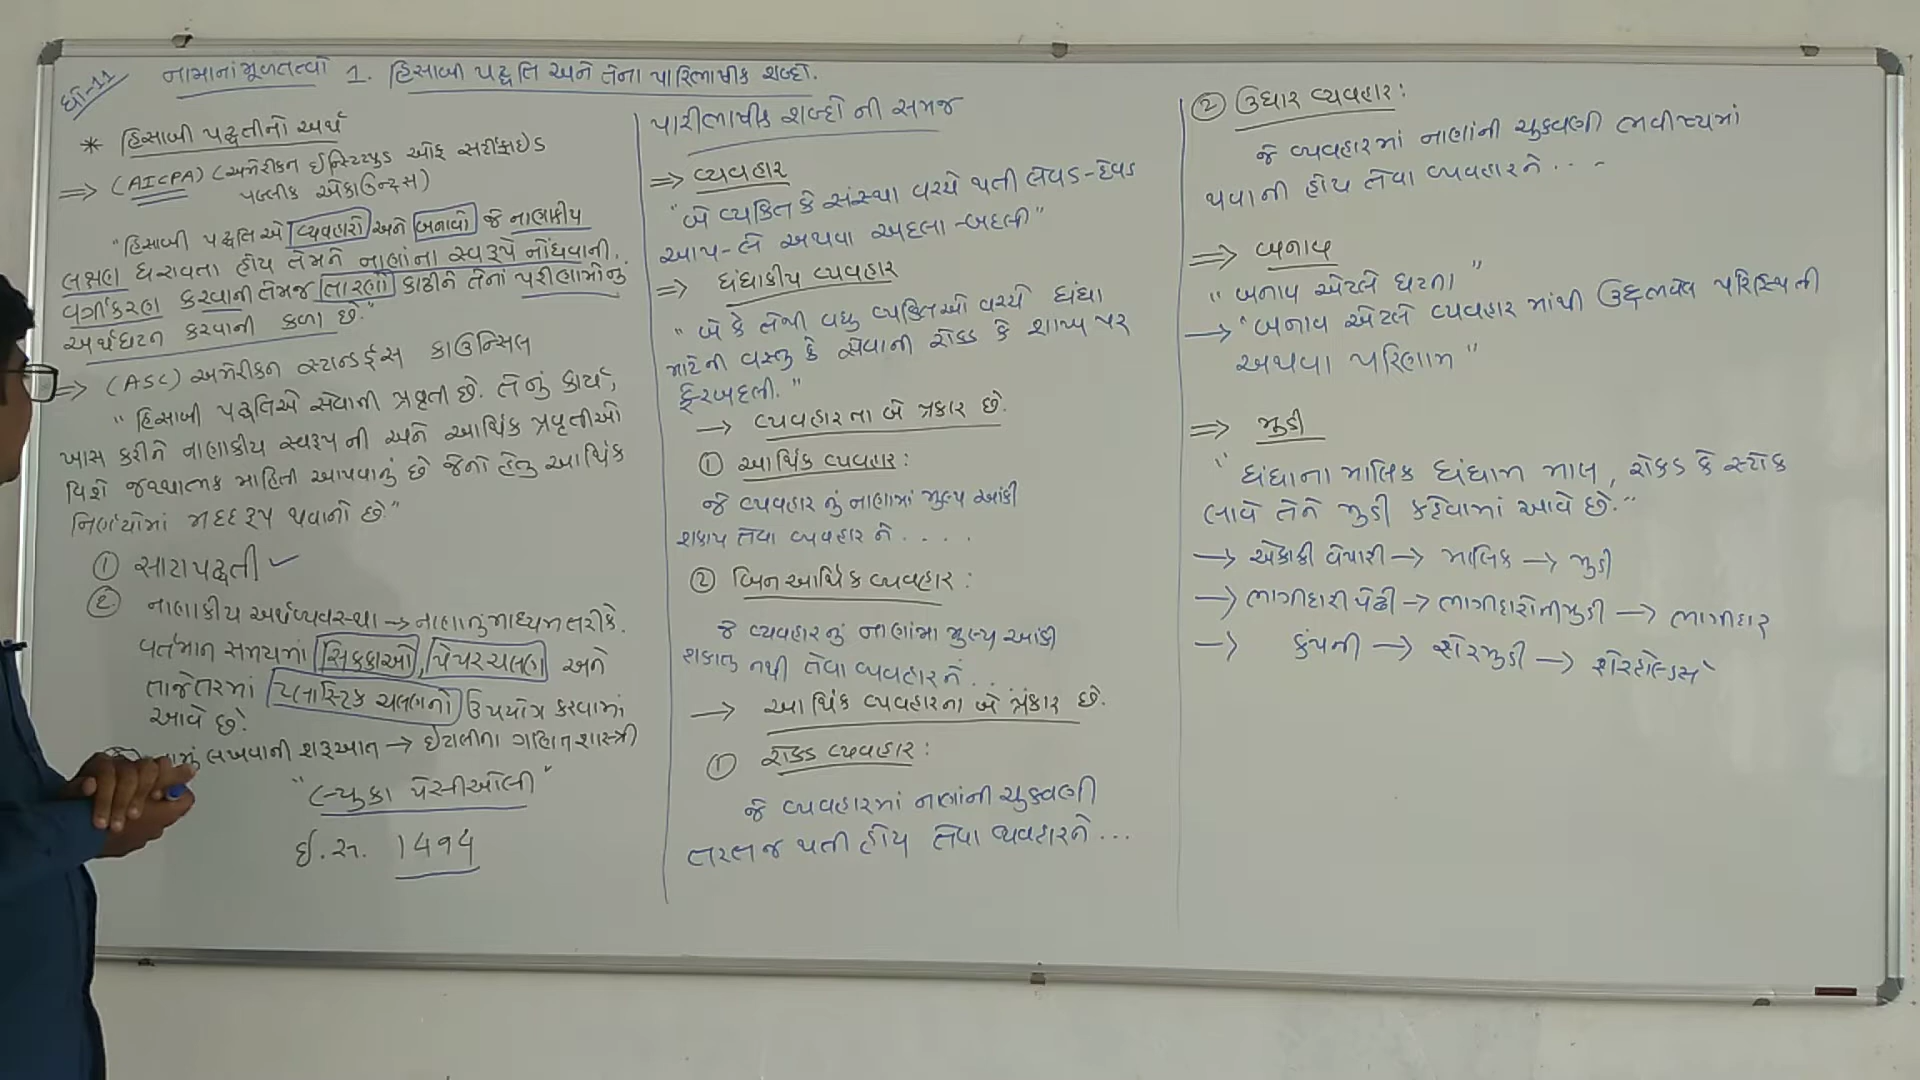 ધો-11
નામાનાં મૂળતત્વો 1. હિસાબી પદ્ધતિ અને તેના પારિભાષીક શબ્દો.
* હિસાબી પદ્ધતીનો અર્થ
⇒ (AICPA) (અમેરીકન ઈન્સ્ટિટ્યુડ ઓફ સર્ટીફાઇડ
પબ્લીક એકાઉન્ટ્સ)
"હિસાબી પદ્ધતિ એ વ્યવહારો અને બનાવો જે નાણાકીય
લક્ષણ ધરાવતા હોય તેમને નાણાંના સ્વરૂપે નોંધવાની,
વર્ગીકરણ કરવાની તેમજ તારણો કાઢીને તેનાં પરીણામોનું
અર્થઘટન કરવાની કળા છે."
⇒ (ASC) અમેરીકન સ્ટાન્ડર્ડસ કાઉન્સિલ
"હિસાબી પદ્ધતિએ સેવાની પ્રવૃતી છે. તેનું કાર્ય,
ખાસ કરીને નાણાકીય સ્વરૂપની અને આર્થિક પ્રવૃતીઓ
વિશે જથ્થાત્મક માહિતી આપવાનું છે જેનો હેતુ આર્થિક
નિર્ણયોમાં મદદરૂપ થવાનો છે."
① સાટાપદ્ધતી ✓
② નાણાકીય અર્થવ્યવસ્થા → નાણાનું માધ્યમ તરીકે.
વર્તમાન સમયમાં સિક્કાઓ, પેપર ચલણ અને
તાજેતરમાં પ્લાસ્ટિક ચલણનો ઉપયોગ કરવામાં
આવે છે.
નામું લખવાની શરૂઆત → ઈટાલીના ગણિતશાસ્ત્રી
"લ્યુકા પેસીઓલી"
ઈ.સ. 1494
પારીભાષીક શબ્દો ની સમજ
⇒ વ્યવહાર
"બે વ્યકિત કે સંસ્થા વચ્ચે થતી લેવડ-દેવડ
આપ-લે અથવા અદલા-બદલી"
⇒ ધંધાકીય વ્યવહાર
"બે કે તેથી વધુ વ્યક્તિઓ વચ્ચે ધંધા
માટેની વસ્તુ કે સેવાની રોકડ કે શાખ પર
ફેરબદલી."
→ વ્યવહારના બે પ્રકાર છે.
① આર્થિક વ્યવહાર:
જે વ્યવહાર નું નાણામાં મુલ્ય આંકી
શકાય તેવા વ્યવહારને . . . .
② બિન આર્થિક વ્યવહાર:
જે વ્યવહારનું નાણાંમાં મુલ્ય આંકી
શકાતુ નથી તેવા વ્યવહારને . .
→ આર્થિક વ્યવહારના બે પ્રકાર છે.
① રોકડ વ્યવહાર:
જે વ્યવહારમાં નાણાંની ચુકવણી
તરત જ થતી હોય તેવા વ્યવહારને ...
② ઉધાર વ્યવહાર:
જે વ્યવહારમાં નાણાંની ચુકવણી ભવીષ્યમાં
થવાની હોય તેવા વ્યવહારને . . . -
⇒ બનાવ
"બનાવ એટલે ઘટના"
→ "બનાવ એટલે વ્યવહાર માંથી ઉદ્દભવેલ પરિસ્થિતી
અથવા પરિણામ"
⇒ મુડી
"ધંધાના માલિક ધંધામાં માલ, રોકડ કે સ્ટોક
લાવે તેને મુડી કહેવામાં આવે છે."
→ એકાકી વેપારી → માલિક → મુડી
→ ભાગીદારી પેઢી → ભાગીદારોની મુડી → ભાગીદાર
→ કંપની → શેરમુડી → શેરહોલ્ડર્સ